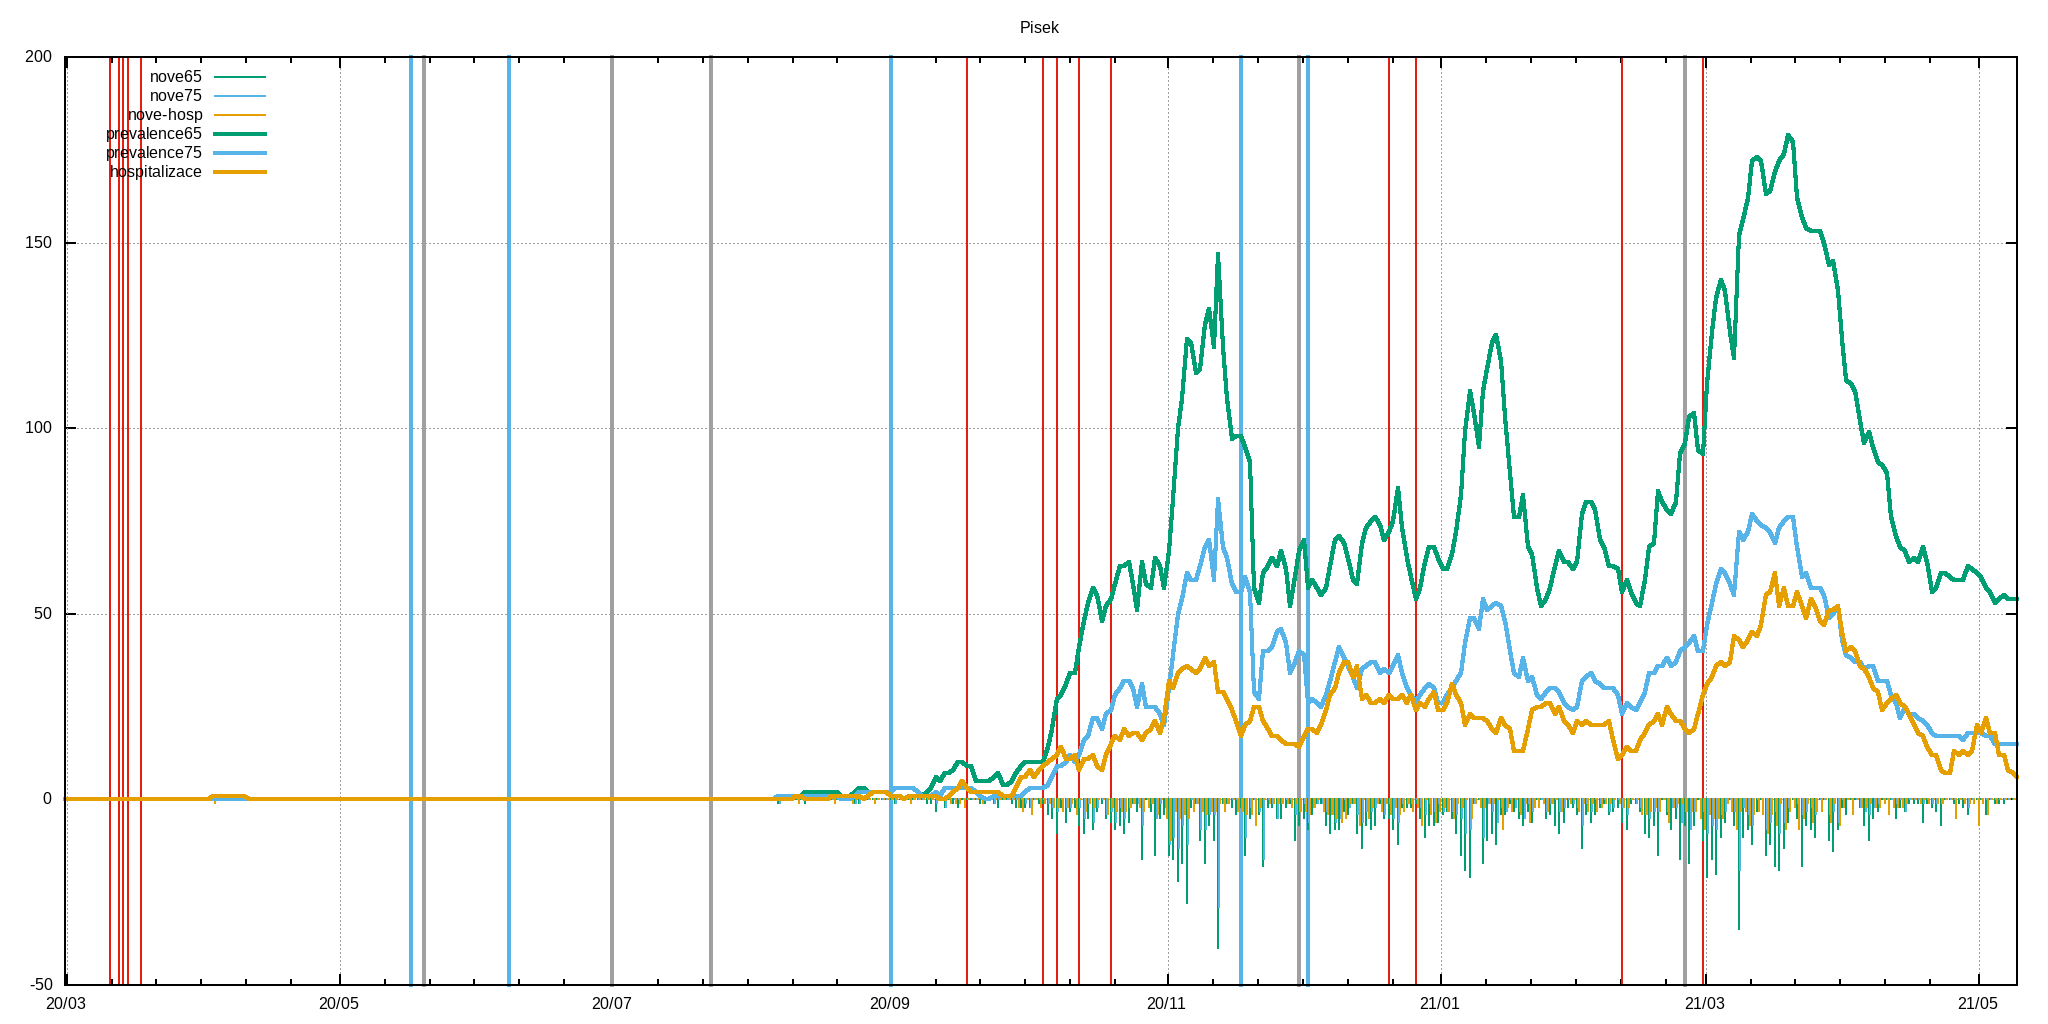 Pisek
200
nove65
nove75
nove-hosp
prevalence65
prevalence75
hospitalizace
150
100
50
0
-50
20/03 20/05 20/07 20/09 20/11 21/01 21/03 21/05